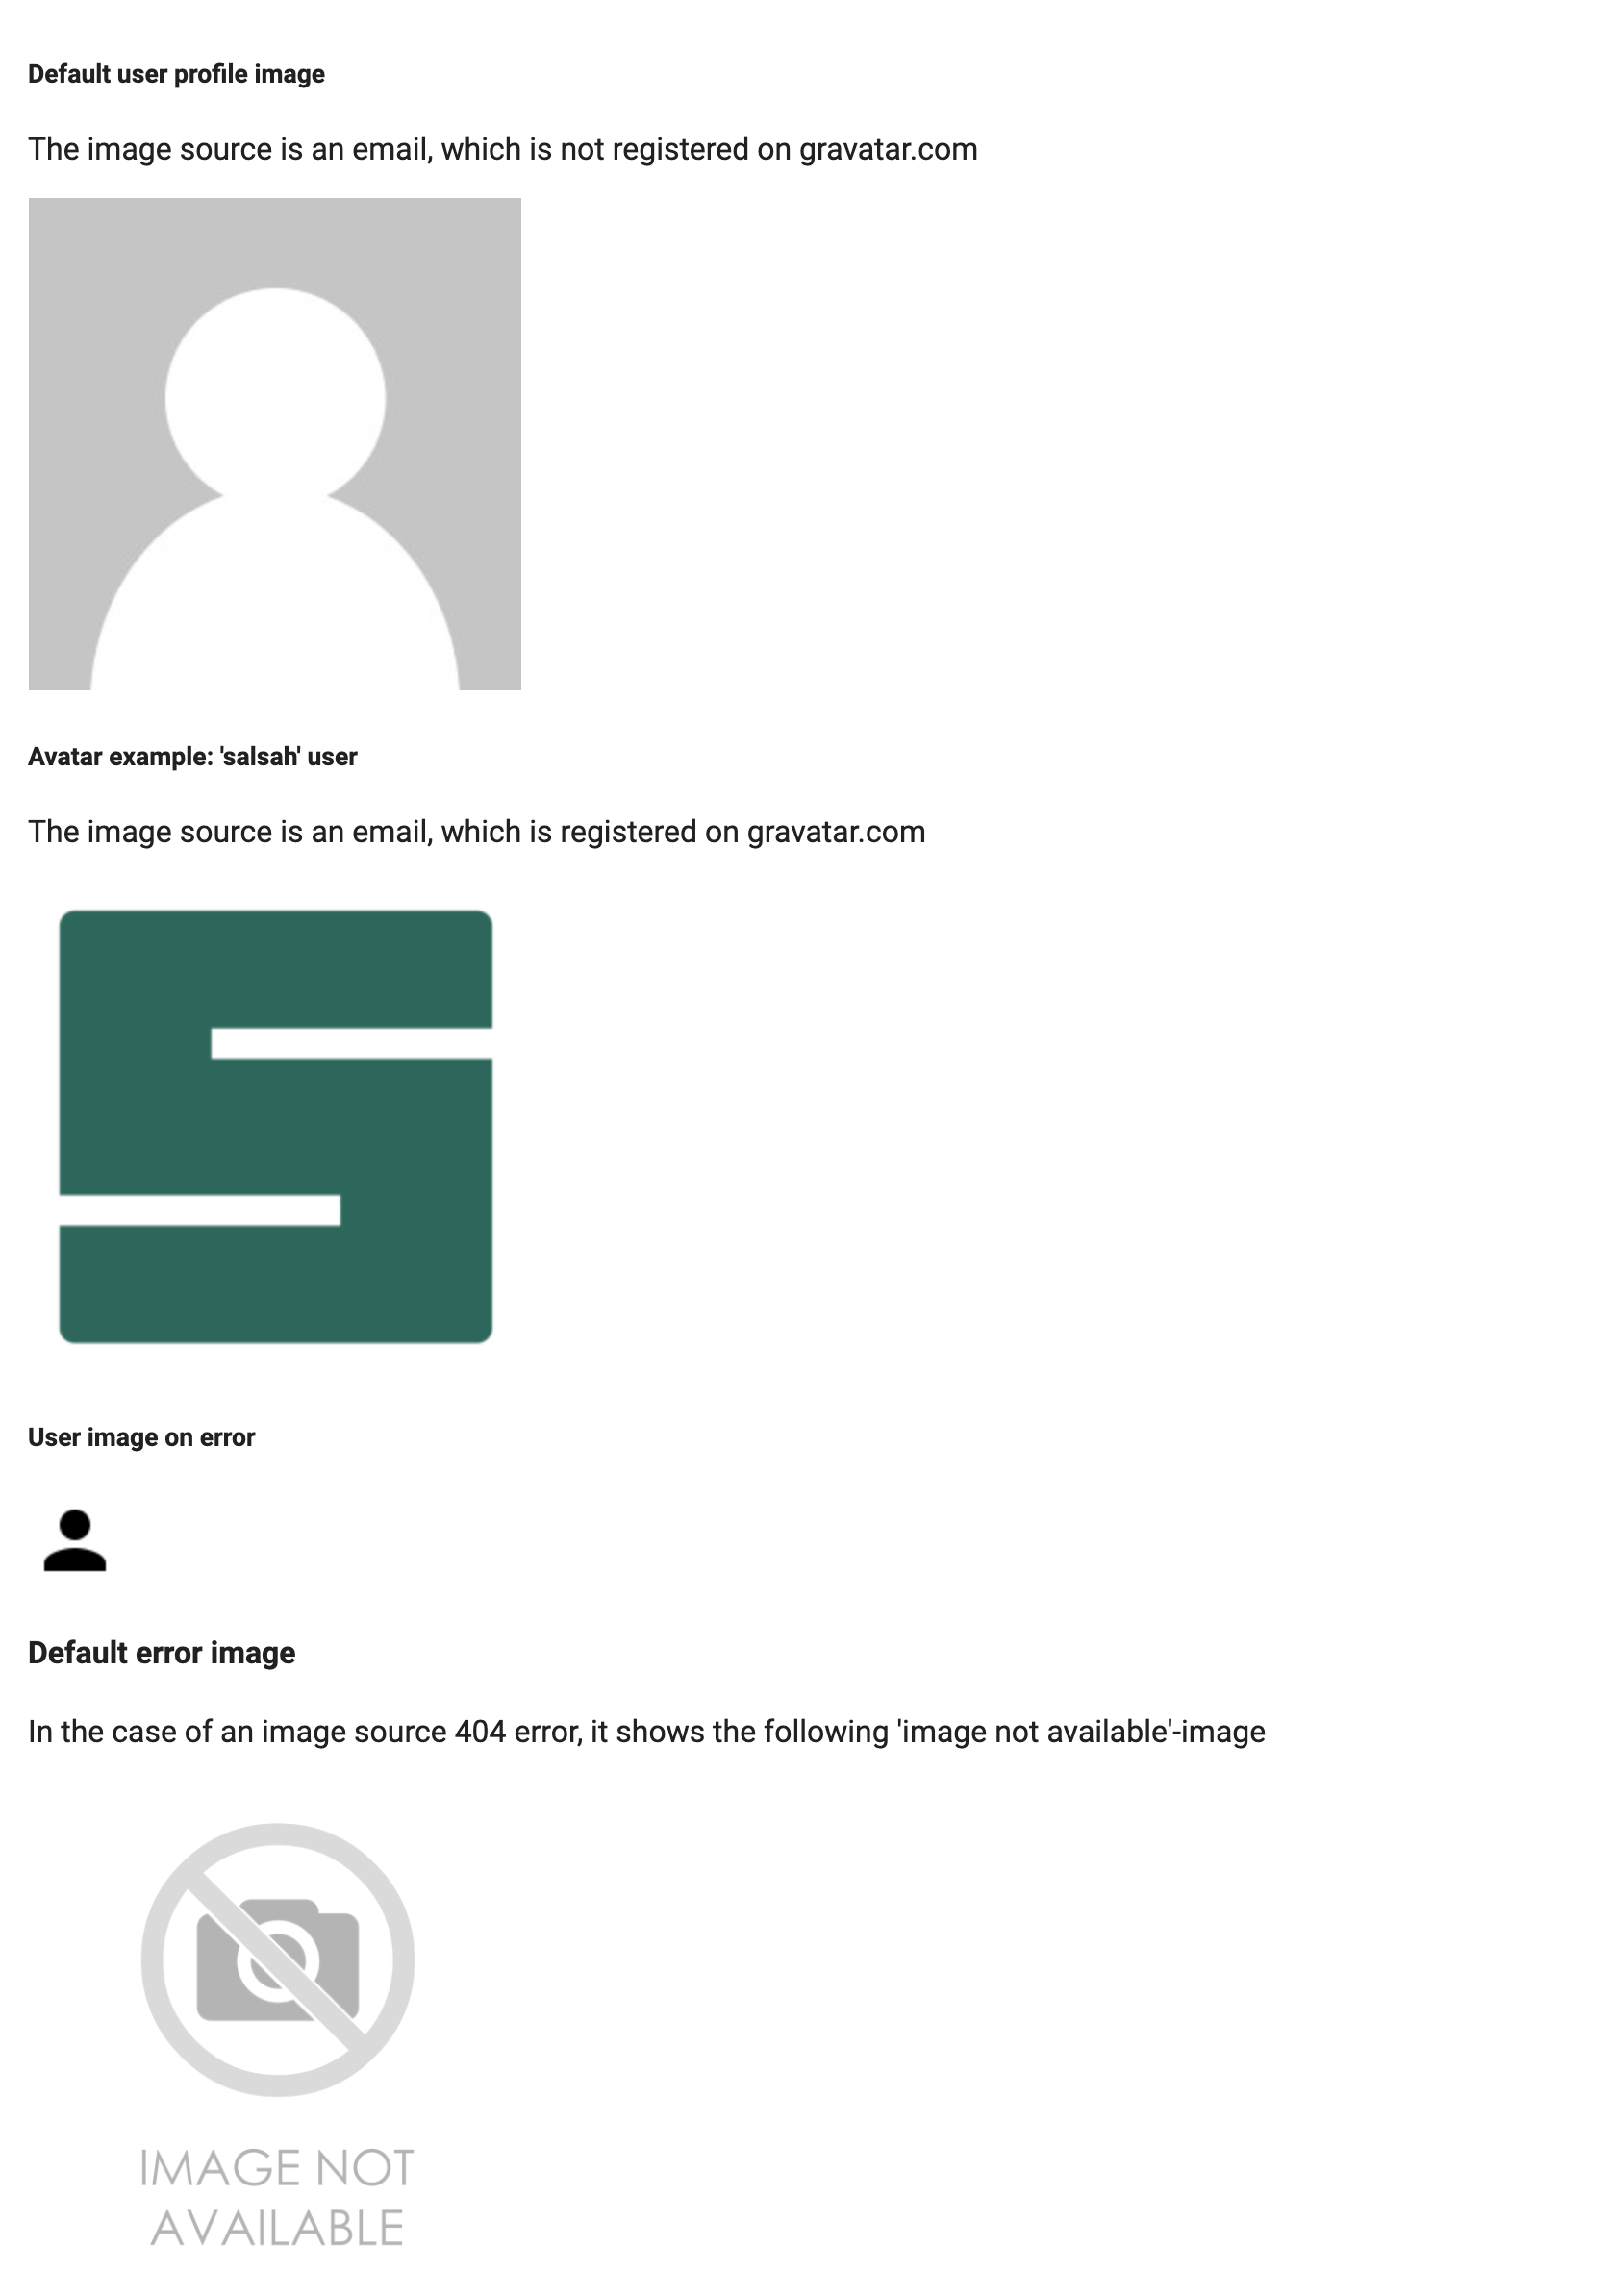 Default user profile image
The image source is an email, which is not registered on gravatar.com
Avatar example: 'salsah' user
The image source is an email, which is registered on gravatar.com
S
User image on error
Default error image
In the case of an image source 404 error, it shows the following 'image not available'-image
IMAGE NOT
AVAILABLE